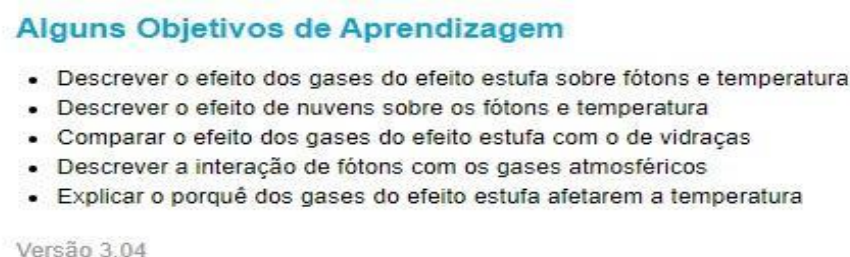 Alguns Objetivos de Aprendizagem
• Descrever o efeito dos gases do efeito estufa sobre fótons e temperatura
• Descrever o efeito de nuvens sobre os fótons e temperatura
• Comparar o efeito dos gases do efeito estufa com o de vidraças
• Descrever a interação de fótons com os gases atmosféricos
• Explicar o porquê dos gases do efeito estufa afetarem a temperatura
Versão 3.04